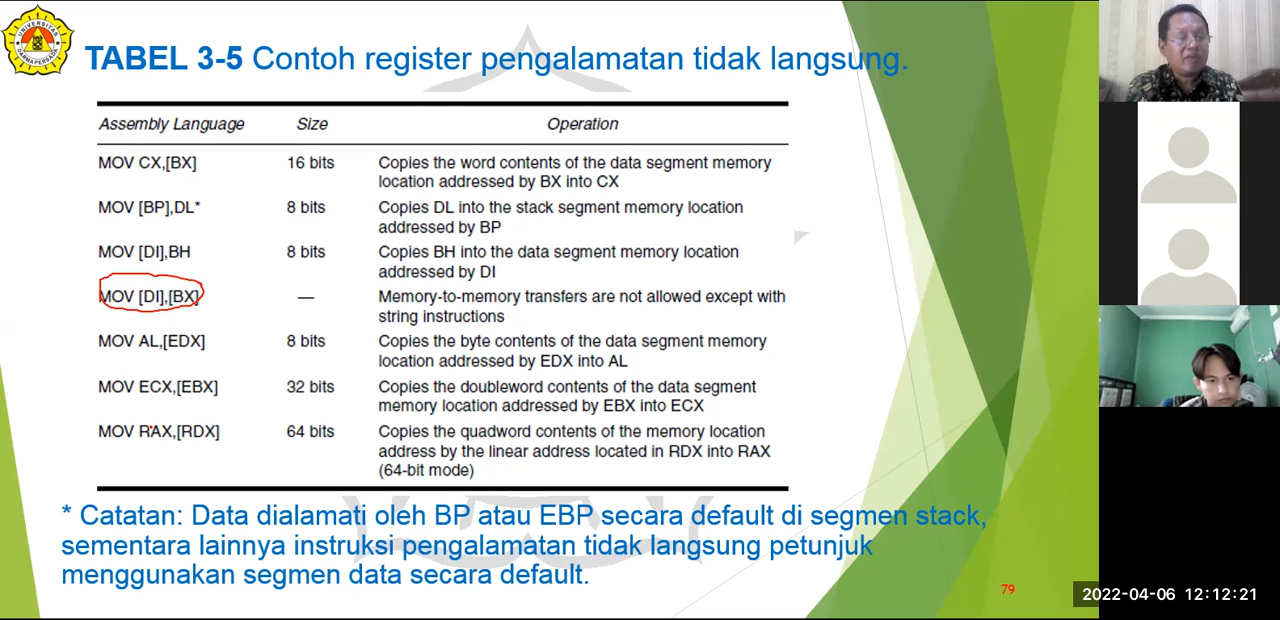 UNIVERSITAS
DARMA PERSADA
TABEL 3-5 Contoh register pengalamatan tidak langsung.
Assembly Language Size Operation
MOV CX,[BX] 16 bits Copies the word contents of the data segment memory
location addressed by BX into CX
MOV [BP],DL* 8 bits Copies DL into the stack segment memory location
addressed by BP
MOV [DI],BH 8 bits Copies BH into the data segment memory location
addressed by DI
MOV [DI],[BX] — Memory-to-memory transfers are not allowed except with
string instructions
MOV AL,[EDX] 8 bits Copies the byte contents of the data segment memory
location addressed by EDX into AL
MOV ECX,[EBX] 32 bits Copies the doubleword contents of the data segment
memory location addressed by EBX into ECX
MOV RAX,[RDX] 64 bits Copies the quadword contents of the memory location
address by the linear address located in RDX into RAX
(64-bit mode)
* Catatan: Data dialamati oleh BP atau EBP secara default di segmen stack,
sementara lainnya instruksi pengalamatan tidak langsung petunjuk
menggunakan segmen data secara default.
79
2022-04-06 12:12:21